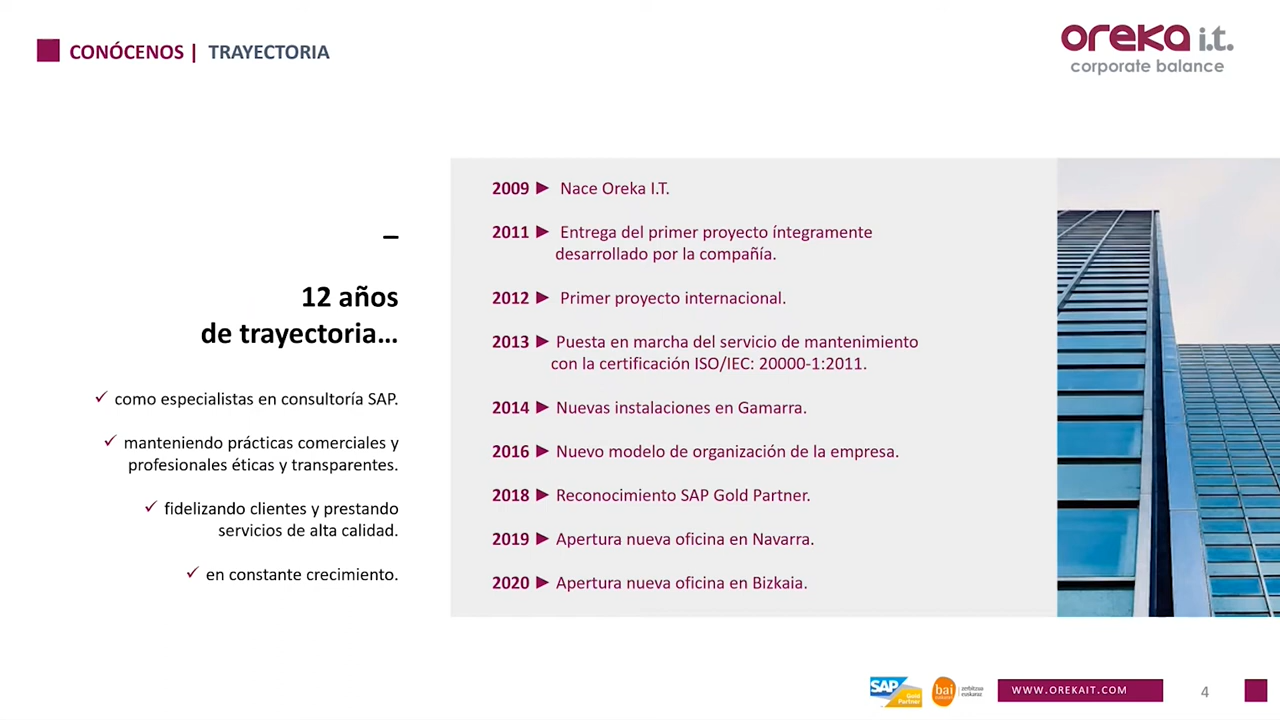 CONÓCENOS | TRAYECTORIA
oreka i.t.
corporate balance
–
12 años
de trayectoria...
✓ como especialistas en consultoría SAP.
✓ manteniendo prácticas comerciales y
profesionales éticas y transparentes.
✓ fidelizando clientes y prestando
servicios de alta calidad.
✓ en constante crecimiento.
2009 ► Nace Oreka I.T.
2011 ► Entrega del primer proyecto íntegramente
desarrollado por la compañía.
2012 ► Primer proyecto internacional.
2013 ► Puesta en marcha del servicio de mantenimiento
con la certificación ISO/IEC: 20000-1:2011.
2014 ► Nuevas instalaciones en Gamarra.
2016 ► Nuevo modelo de organización de la empresa.
2018 ► Reconocimiento SAP Gold Partner.
2019 ► Apertura nueva oficina en Navarra.
2020 ► Apertura nueva oficina en Bizkaia.
SAP Gold
Partner
bai
zerbitzua
euskaraz
WWW.OREKAIT.COM
4